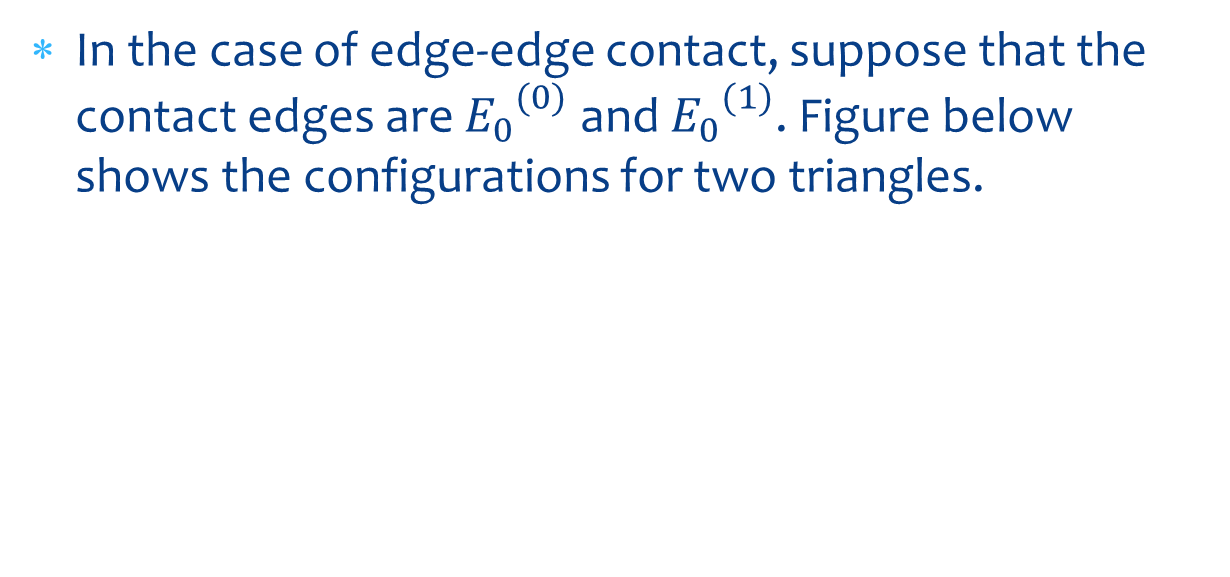 * In the case of edge-edge contact, suppose that the
contact edges are E₀⁽⁰⁾ and E₀⁽¹⁾. Figure below
shows the configurations for two triangles.